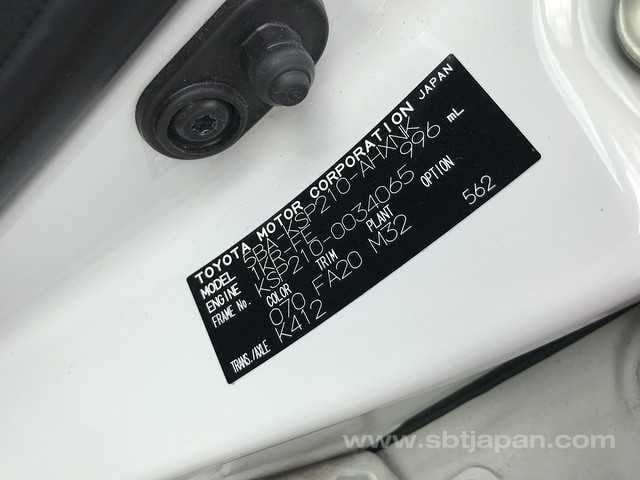 TOYOTA MOTOR CORPORATION JAPAN
MODEL 5BA-KSP210-AHXNK
ENGINE 1KR-FE 996 mL
FRAME No. KSP210-0034065
COLOR TRIM PLANT OPTION
070 FA20 M32 562
TRANS./AXLE K412
www.sbtjapan.com